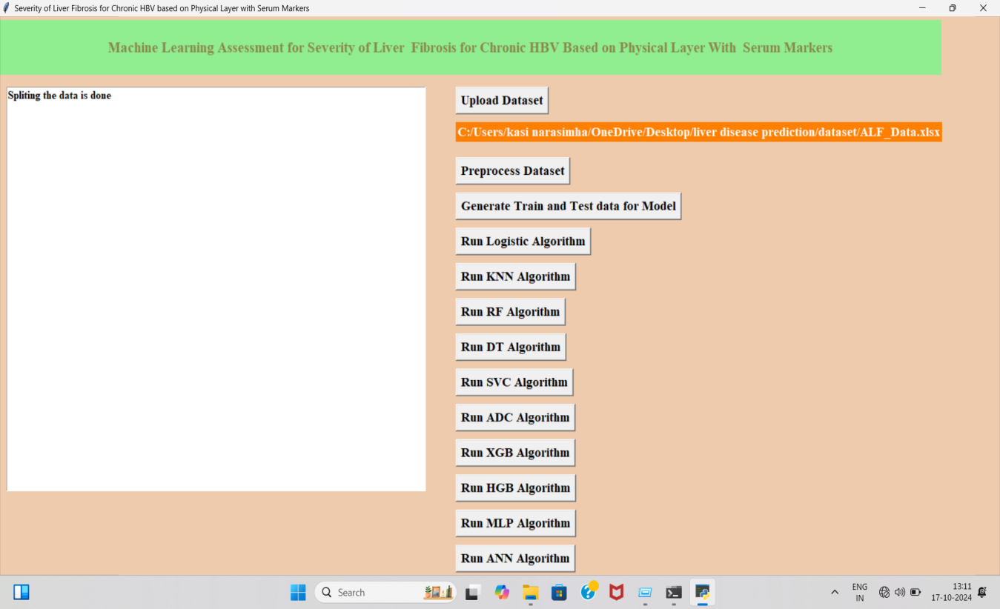 Severity of Liver Fibrosis for Chronic HBV based on Physical Layer with Serum Markers
Machine Learning Assessment for Severity of Liver  Fibrosis for Chronic HBV Based on Physical Layer With  Serum Markers
Spliting the data is done
Upload Dataset
C:/Users/kasi narasimha/OneDrive/Desktop/liver disease prediction/dataset/ALF_Data.xlsx
Preprocess Dataset
Generate Train and Test data for Model
Run Logistic Algorithm
Run KNN Algorithm
Run RF Algorithm
Run DT Algorithm
Run SVC Algorithm
Run ADC Algorithm
Run XGB Algorithm
Run HGB Algorithm
Run MLP Algorithm
Run ANN Algorithm
Search
ENG
IN
13:11
17-10-2024